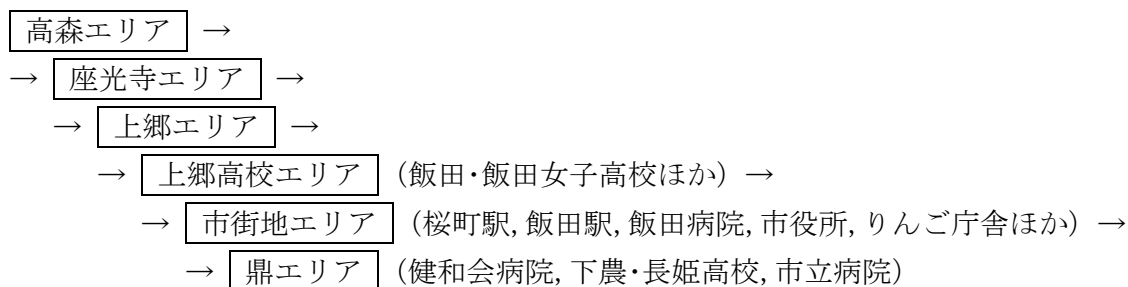 高森エリア →
→ 座光寺エリア →
→ 上郷エリア →
→ 上郷高校エリア (飯田・飯田女子高校ほか) →
→ 市街地エリア (桜町駅, 飯田駅, 飯田病院, 市役所, りんご庁舎ほか) →
→ 鼎エリア (健和会病院, 下農・長姫高校, 市立病院)